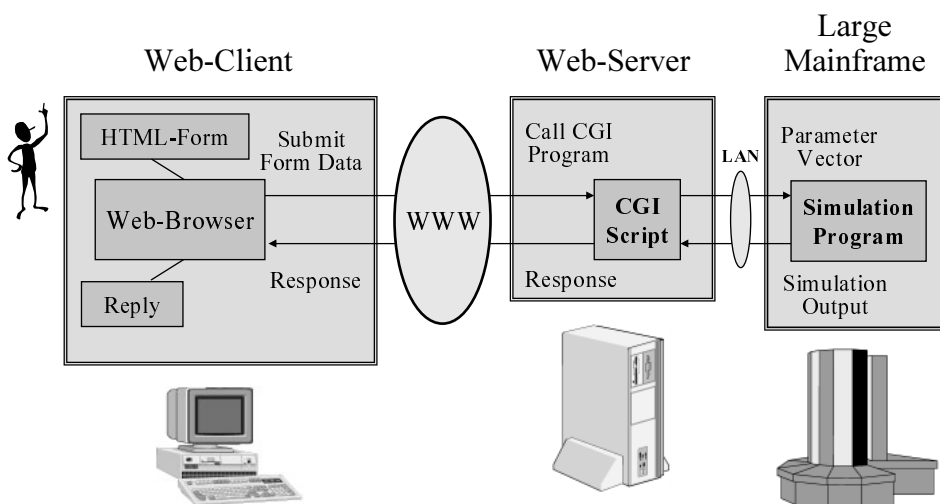 Web-Client
Web-Server
Large
Mainframe
HTML-Form
Submit
Form Data
Web-Browser
Response
Reply
WWW
Call CGI
Program
CGI
Script
Response
LAN
Parameter
Vector
Simulation
Program
Simulation
Output